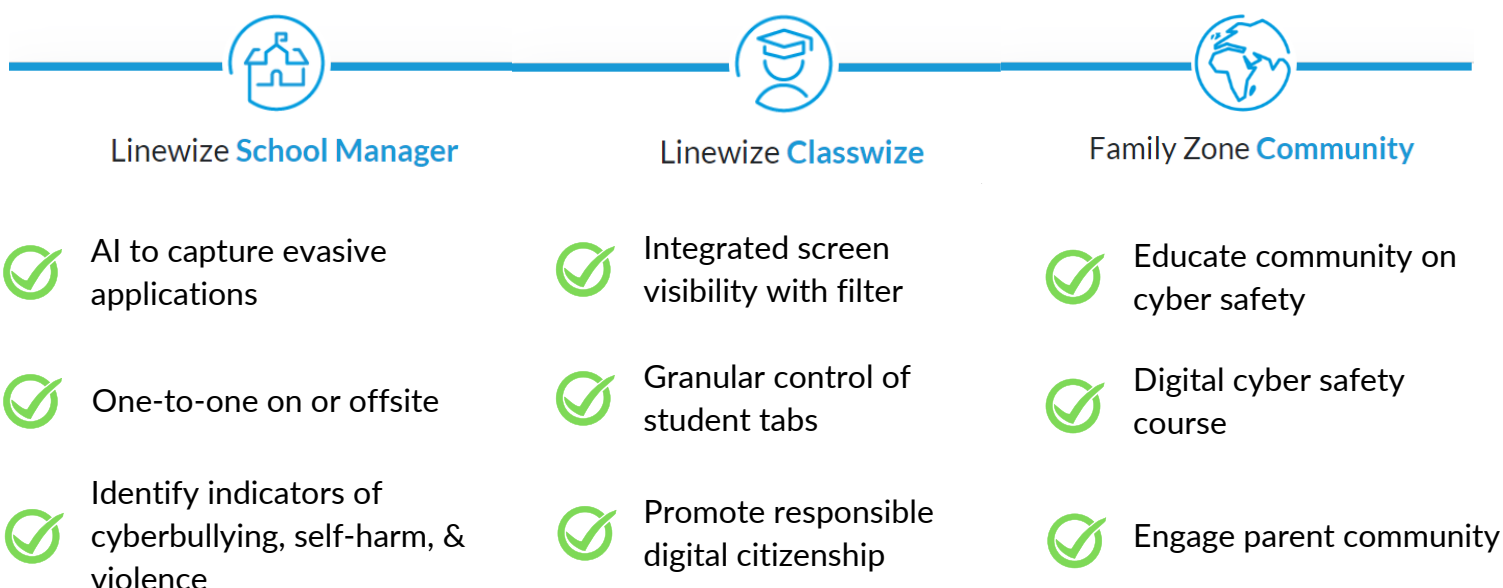 Linewize School Manager
AI to capture evasive
applications
One-to-one on or offsite
Identify indicators of
cyberbullying, self-harm, &
violence
Linewize Classwize
Integrated screen
visibility with filter
Granular control of
student tabs
Promote responsible
digital citizenship
Family Zone Community
Educate community on
cyber safety
Digital cyber safety
course
Engage parent community